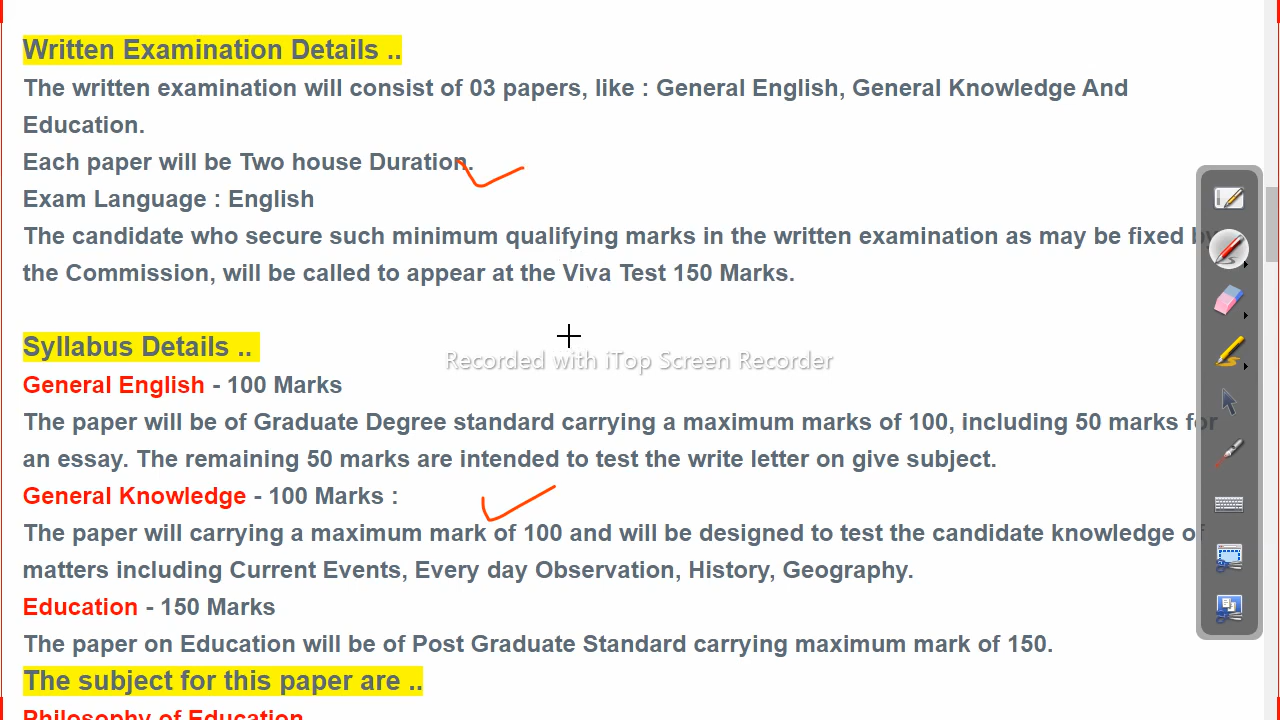 Written Examination Details ..
The written examination will consist of 03 papers, like : General English, General Knowledge And
Education.
Each paper will be Two house Duration.
Exam Language : English
The candidate who secure such minimum qualifying marks in the written examination as may be fixed by
the Commission, will be called to appear at the Viva Test 150 Marks.
Syllabus Details ..
Recorded with iTop Screen Recorder
General English - 100 Marks
The paper will be of Graduate Degree standard carrying a maximum marks of 100, including 50 marks for
an essay. The remaining 50 marks are intended to test the write letter on give subject.
General Knowledge - 100 Marks :
The paper will carrying a maximum mark of 100 and will be designed to test the candidate knowledge of
matters including Current Events, Every day Observation, History, Geography.
Education - 150 Marks
The paper on Education will be of Post Graduate Standard carrying maximum mark of 150.
The subject for this paper are ..
Philosophy of Education